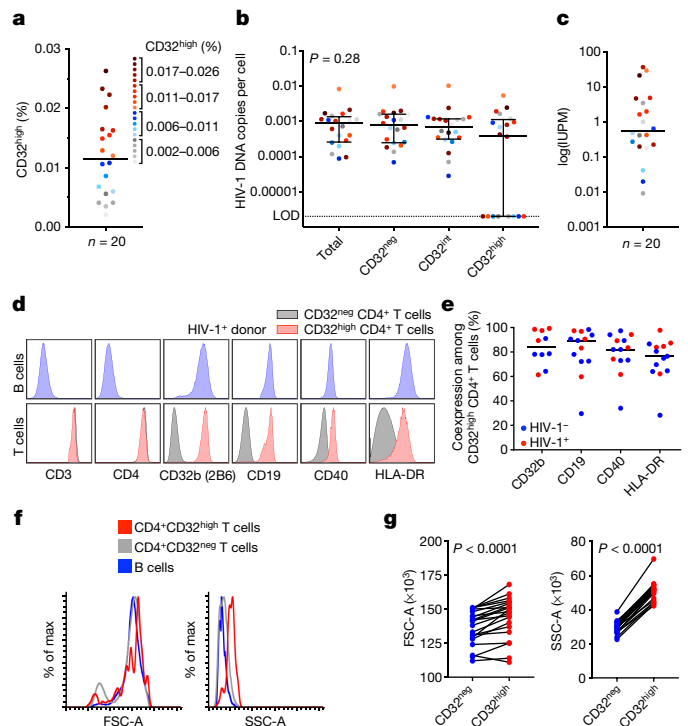 a
CD32high (%)
0.03
0.02
0.01
0.00
n = 20
CD32high (%)
0.017–0.026
0.011–0.017
0.006–0.011
0.002–0.006
b
HIV-1 DNA copies per cell
P = 0.28
0.1
0.01
0.001
0.0001
0.00001
LOD
Total
CD32neg
CD32int
CD32high
c
log(IUPM)
100
10
1
0.1
0.01
0.001
n = 20
d
HIV-1+ donor
CD32neg CD4+ T cells
CD32high CD4+ T cells
B cells
T cells
CD3 CD4 CD32b (2B6) CD19 CD40 HLA-DR
e
Coexpression among
CD32high CD4+ T cells (%)
100
80
60
40
20
0
HIV-1−
HIV-1+
CD32b
CD19
CD40
HLA-DR
f
CD4+CD32high T cells
CD4+CD32neg T cells
B cells
% of max
FSC-A
% of max
SSC-A
g
P < 0.0001
FSC-A (×103)
175
150
125
100
CD32neg
CD32high
P < 0.0001
SSC-A (×103)
80
60
40
20
0
CD32neg
CD32high